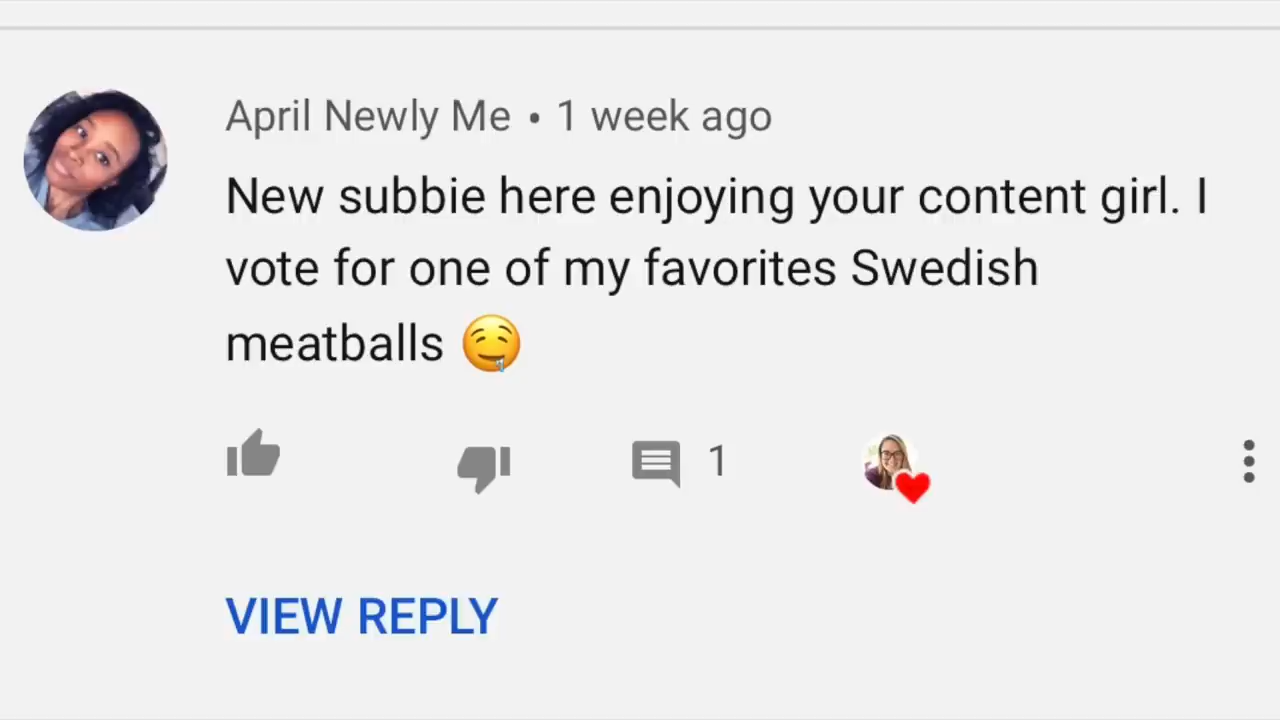 April Newly Me • 1 week ago
New subbie here enjoying your content girl. I
vote for one of my favorites Swedish
meatballs 🤤
1
VIEW REPLY